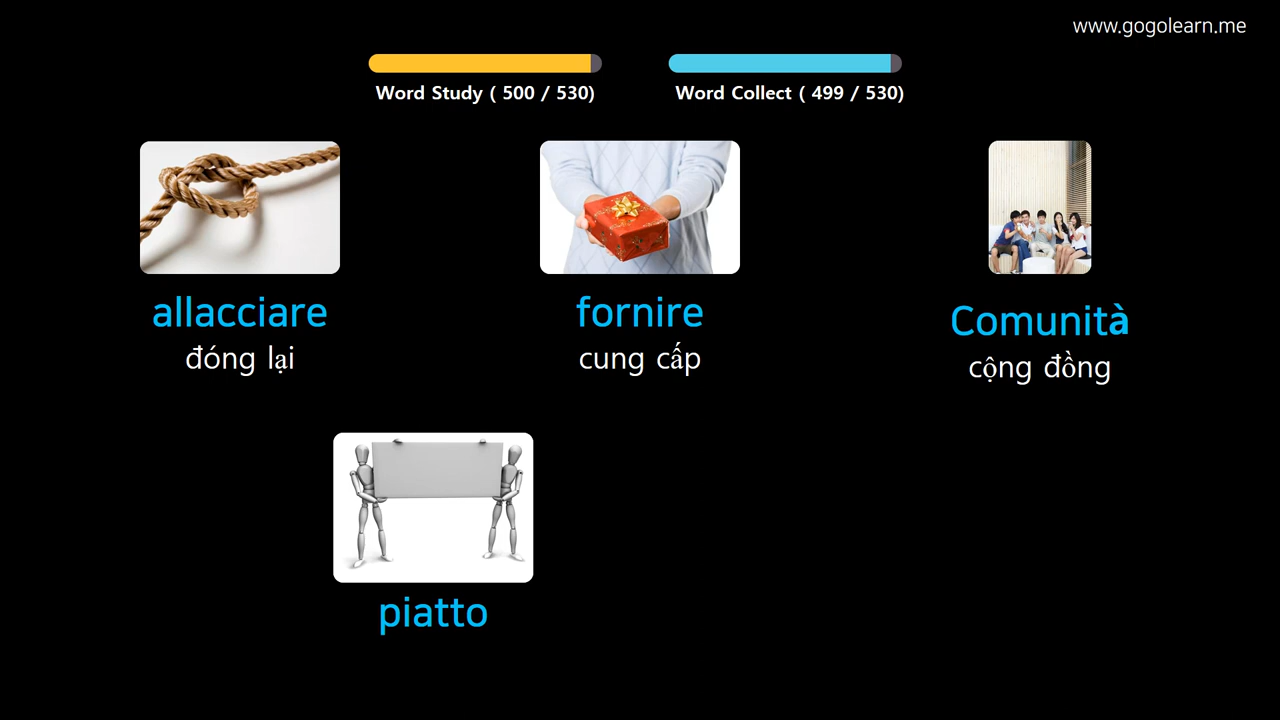 www.gogolearn.me
Word Study ( 500 / 530)
Word Collect ( 499 / 530)
allacciare
đóng lại
fornire
cung cấp
Comunità
cộng đồng
piatto